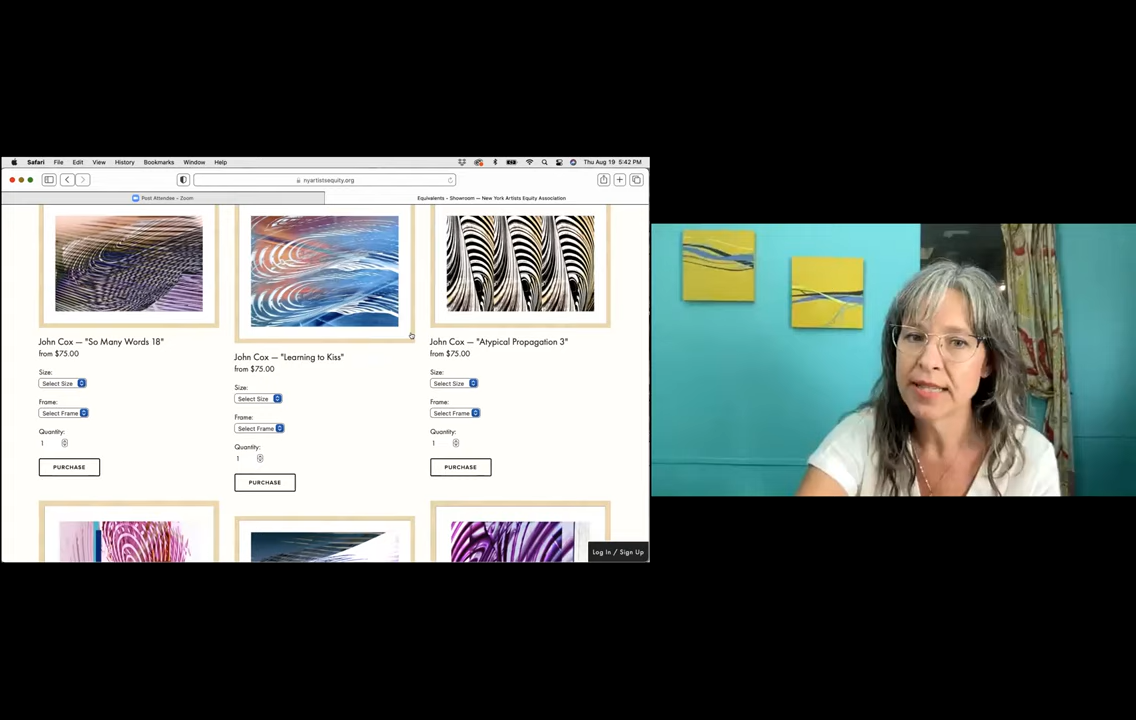 Safari File Edit View History Bookmarks Window Help Thu Aug 19 5:42 PM
nyartistsequity.org
Post Attendee - Zoom
Equivalents - Showroom — New York Artists Equity Association
John Cox — "So Many Words 18"
from $75.00
Size:
Select Size
Frame:
Select Frame
Quantity:
1
PURCHASE
John Cox — "Learning to Kiss"
from $75.00
Size:
Select Size
Frame:
Select Frame
Quantity:
1
PURCHASE
John Cox — "Atypical Propagation 3"
from $75.00
Size:
Select Size
Frame:
Select Frame
Quantity:
1
PURCHASE
Log In / Sign Up